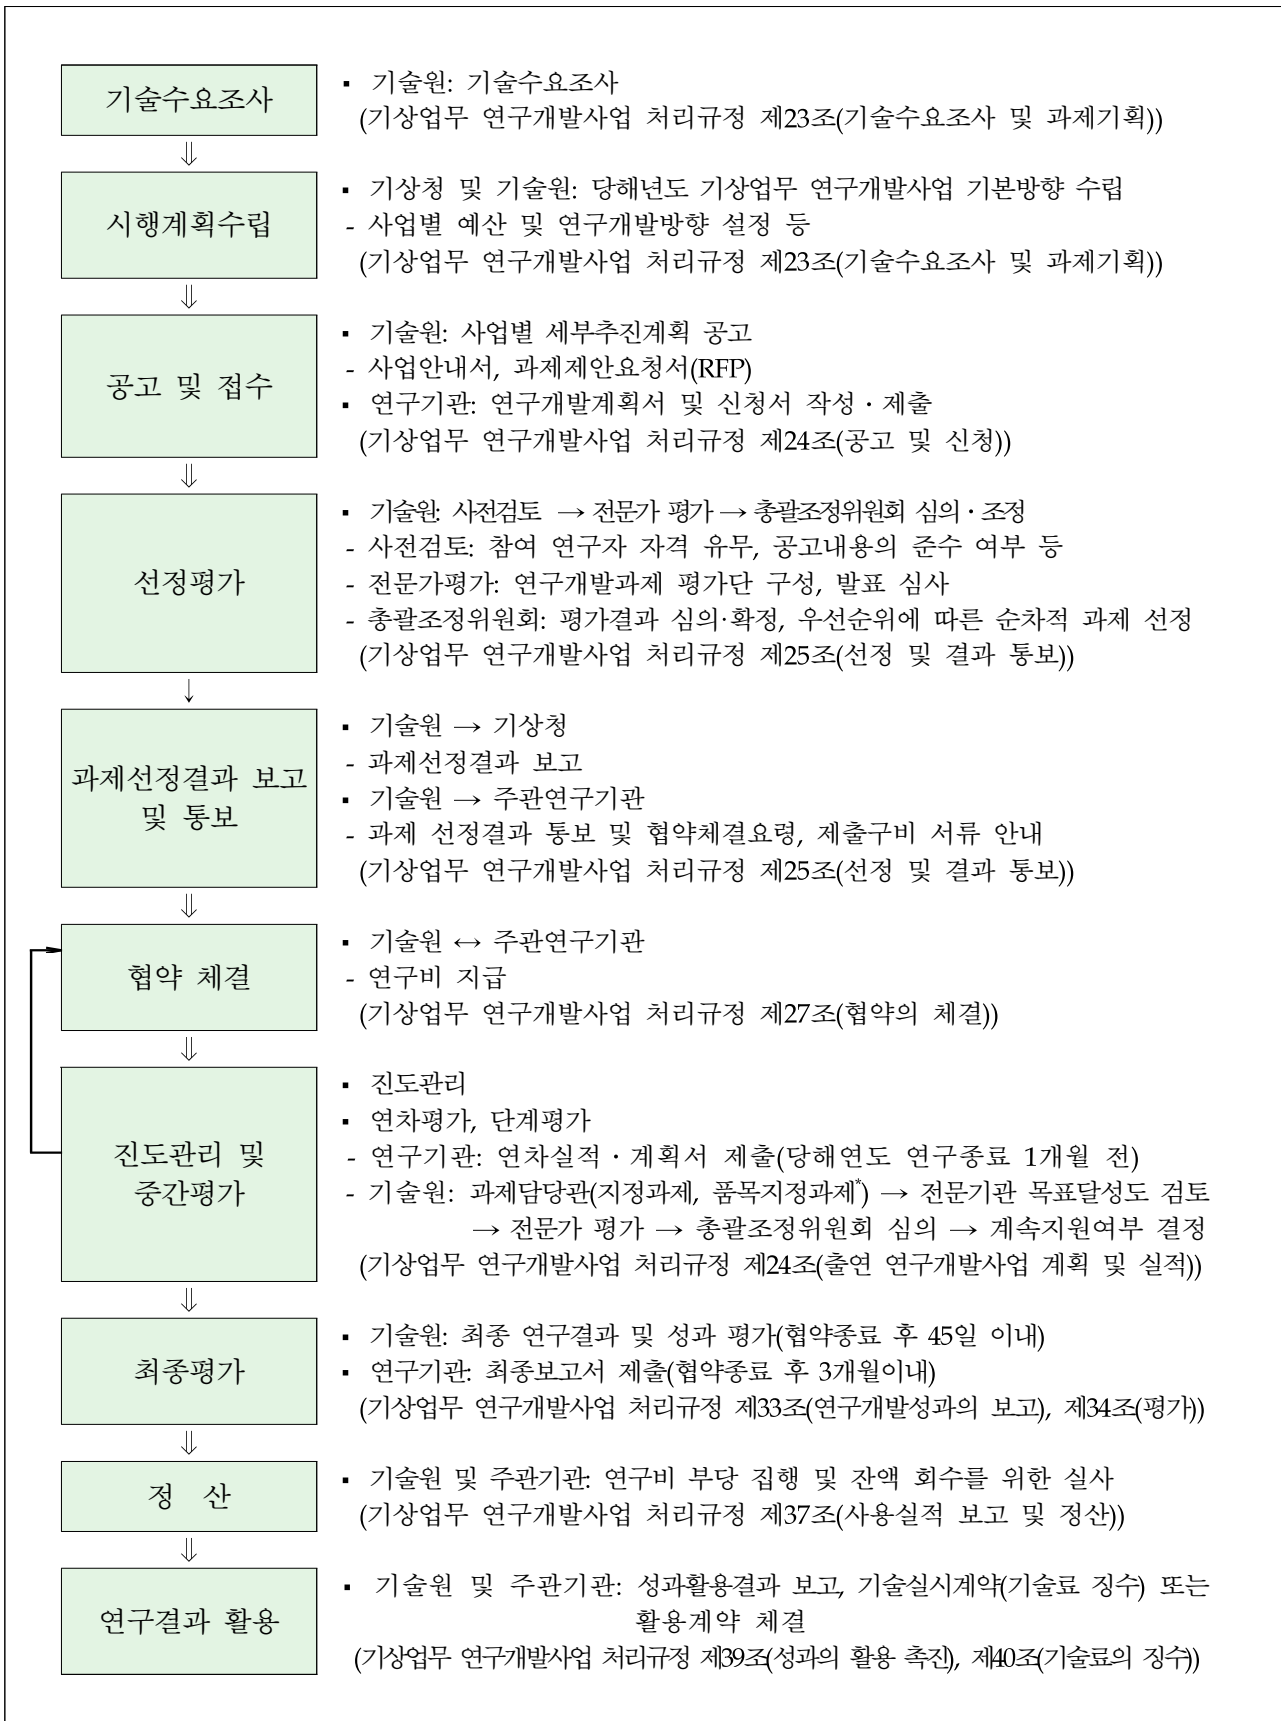 기술수요조사
▪ 기술원: 기술수요조사
(기상업무 연구개발사업 처리규정 제23조(기술수요조사 및 과제기획))
⇓
시행계획수립
▪ 기상청 및 기술원: 당해년도 기상업무 연구개발사업 기본방향 수립
- 사업별 예산 및 연구개발방향 설정 등
(기상업무 연구개발사업 처리규정 제23조(기술수요조사 및 과제기획))
⇓
공고 및 접수
▪ 기술원: 사업별 세부추진계획 공고
- 사업안내서, 과제제안요청서(RFP)
▪ 연구기관: 연구개발계획서 및 신청서 작성·제출
(기상업무 연구개발사업 처리규정 제24조(공고 및 신청))
⇓
선정평가
▪ 기술원: 사전검토 → 전문가 평가 → 총괄조정위원회 심의·조정
- 사전검토: 참여 연구자 자격 유무, 공고내용의 준수 여부 등
- 전문가평가: 연구개발과제 평가단 구성, 발표 심사
- 총괄조정위원회: 평가결과 심의·확정, 우선순위에 따른 순차적 과제 선정
(기상업무 연구개발사업 처리규정 제25조(선정 및 결과 통보))
↓
과제선정결과 보고
및 통보
▪ 기술원 → 기상청
- 과제선정결과 보고
▪ 기술원 → 주관연구기관
- 과제 선정결과 통보 및 협약체결요령, 제출구비 서류 안내
(기상업무 연구개발사업 처리규정 제25조(선정 및 결과 통보))
⇓
협약 체결
▪ 기술원 ↔ 주관연구기관
- 연구비 지급
(기상업무 연구개발사업 처리규정 제27조(협약의 체결))
⇓
진도관리 및
중간평가
▪ 진도관리
▪ 연차평가, 단계평가
- 연구기관: 연차실적·계획서 제출(당해연도 연구종료 1개월 전)
- 기술원: 과제담당관(지정과제, 품목지정과제*) → 전문기관 목표달성도 검토
→ 전문가 평가 → 총괄조정위원회 심의 → 계속지원여부 결정
(기상업무 연구개발사업 처리규정 제24조(출연 연구개발사업 계획 및 실적))
⇓
최종평가
▪ 기술원: 최종 연구결과 및 성과 평가(협약종료 후 45일 이내)
▪ 연구기관: 최종보고서 제출(협약종료 후 3개월이내)
(기상업무 연구개발사업 처리규정 제33조(연구개발성과의 보고), 제34조(평가))
⇓
정 산
▪ 기술원 및 주관기관: 연구비 부당 집행 및 잔액 회수를 위한 실사
(기상업무 연구개발사업 처리규정 제37조(사용실적 보고 및 정산))
⇓
연구결과 활용
▪ 기술원 및 주관기관: 성과활용결과 보고, 기술실시계약(기술료 징수) 또는
활용계약 체결
(기상업무 연구개발사업 처리규정 제39조(성과의 활용 촉진), 제40조(기술료의 징수))